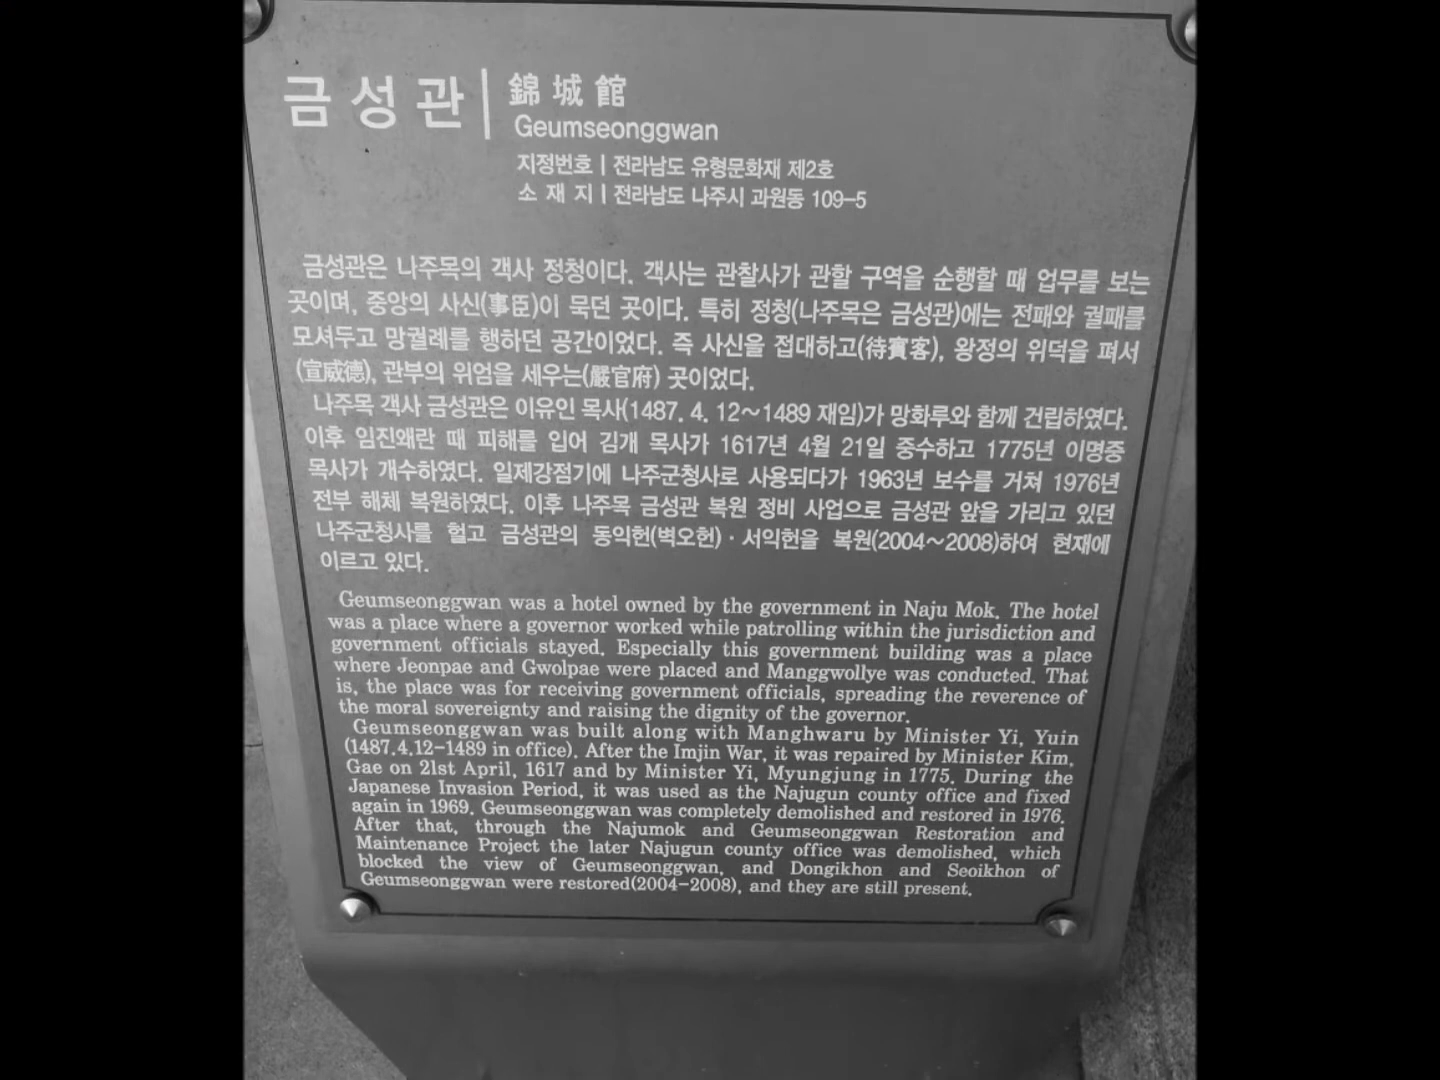 금성관
錦城館
Geumseonggwan
지정번호 | 전라남도 유형문화재 제2호
소 재 지 | 전라남도 나주시 과원동 109-5
금성관은 나주목의 객사 정청이다. 객사는 관찰사가 관할 구역을 순행할 때 업무를 보는
곳이며, 중앙의 사신(事臣)이 묵던 곳이다. 특히 정청(나주목은 금성관)에는 전패와 궐패를
모셔두고 망궐례를 행하던 공간이었다. 즉 사신을 접대하고(待賓客), 왕정의 위덕을 펴서
(宣威德), 관부의 위엄을 세우는(嚴官府) 곳이었다.
나주목 객사 금성관은 이유인 목사(1487. 4. 12~1489 재임)가 망화루와 함께 건립하였다.
이후 임진왜란 때 피해를 입어 김개 목사가 1617년 4월 21일 중수하고 1775년 이명중
목사가 개수하였다. 일제강점기에 나주군청사로 사용되다가 1963년 보수를 거쳐 1976년
전부 해체 복원하였다. 이후 나주목 금성관 복원 정비 사업으로 금성관 앞을 가리고 있던
나주군청사를 헐고 금성관의 동익헌(벽오헌) · 서익헌을 복원(2004~2008)하여 현재에
이르고 있다.
Geumseonggwan was a hotel owned by the government in Naju Mok. The hotel
was a place where a governor worked while patrolling within the jurisdiction and
government officials stayed. Especially this government building was a place
where Jeonpae and Gwolpae were placed and Manggwollye was conducted. That
is, the place was for receiving government officials, spreading the reverence of
the moral sovereignty and raising the dignity of the governor.
Geumseonggwan was built along with Manghwaru by Minister Yi, Yuin
(1487.4.12-1489 in office). After the Imjin War, it was repaired by Minister Kim,
Gae on 21st April, 1617 and by Minister Yi, Myungjung in 1775. During the
Japanese Invasion Period, it was used as the Najugun county office and fixed
again in 1969. Geumseonggwan was completely demolished and restored in 1976.
After that, through the Najumok and Geumseonggwan Restoration and
Maintenance Project the later Najugun county office was demolished, which
blocked the view of Geumseonggwan, and Dongikhon and Seoikhon of
Geumseonggwan were restored(2004-2008), and they are still present.